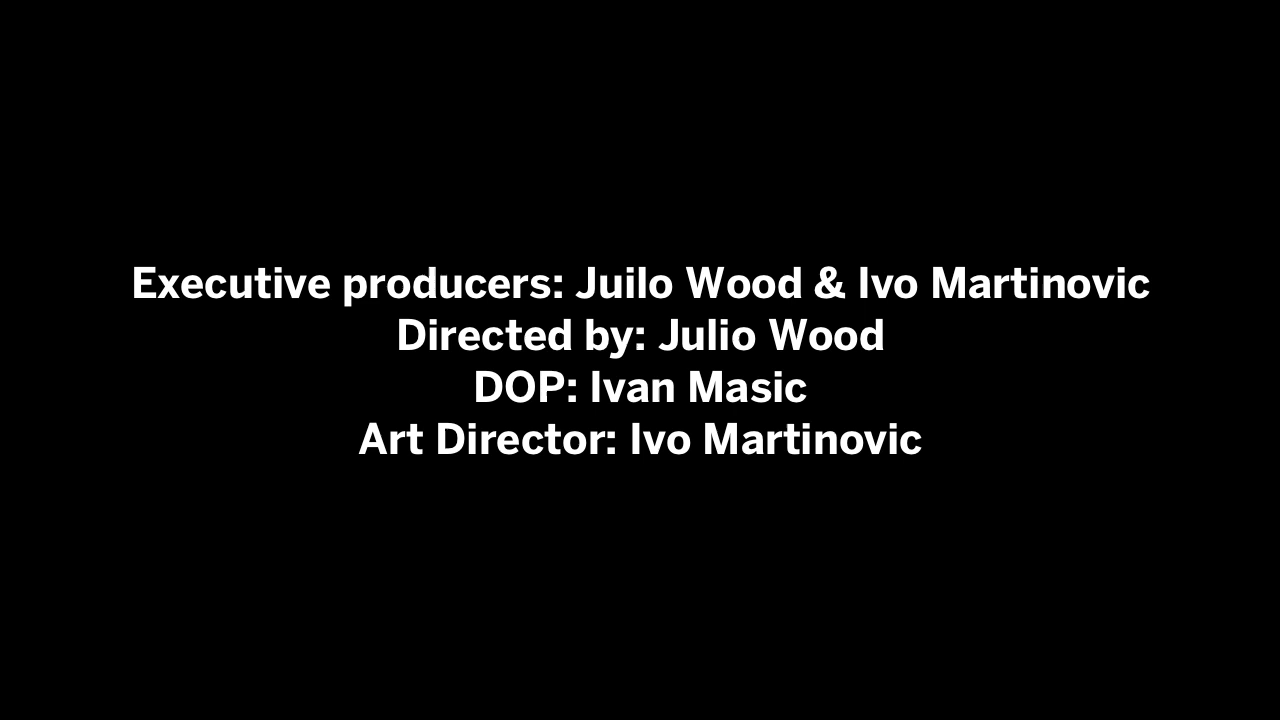 Executive producers: Juilo Wood & Ivo Martinovic
Directed by: Julio Wood
DOP: Ivan Masic
Art Director: Ivo Martinovic